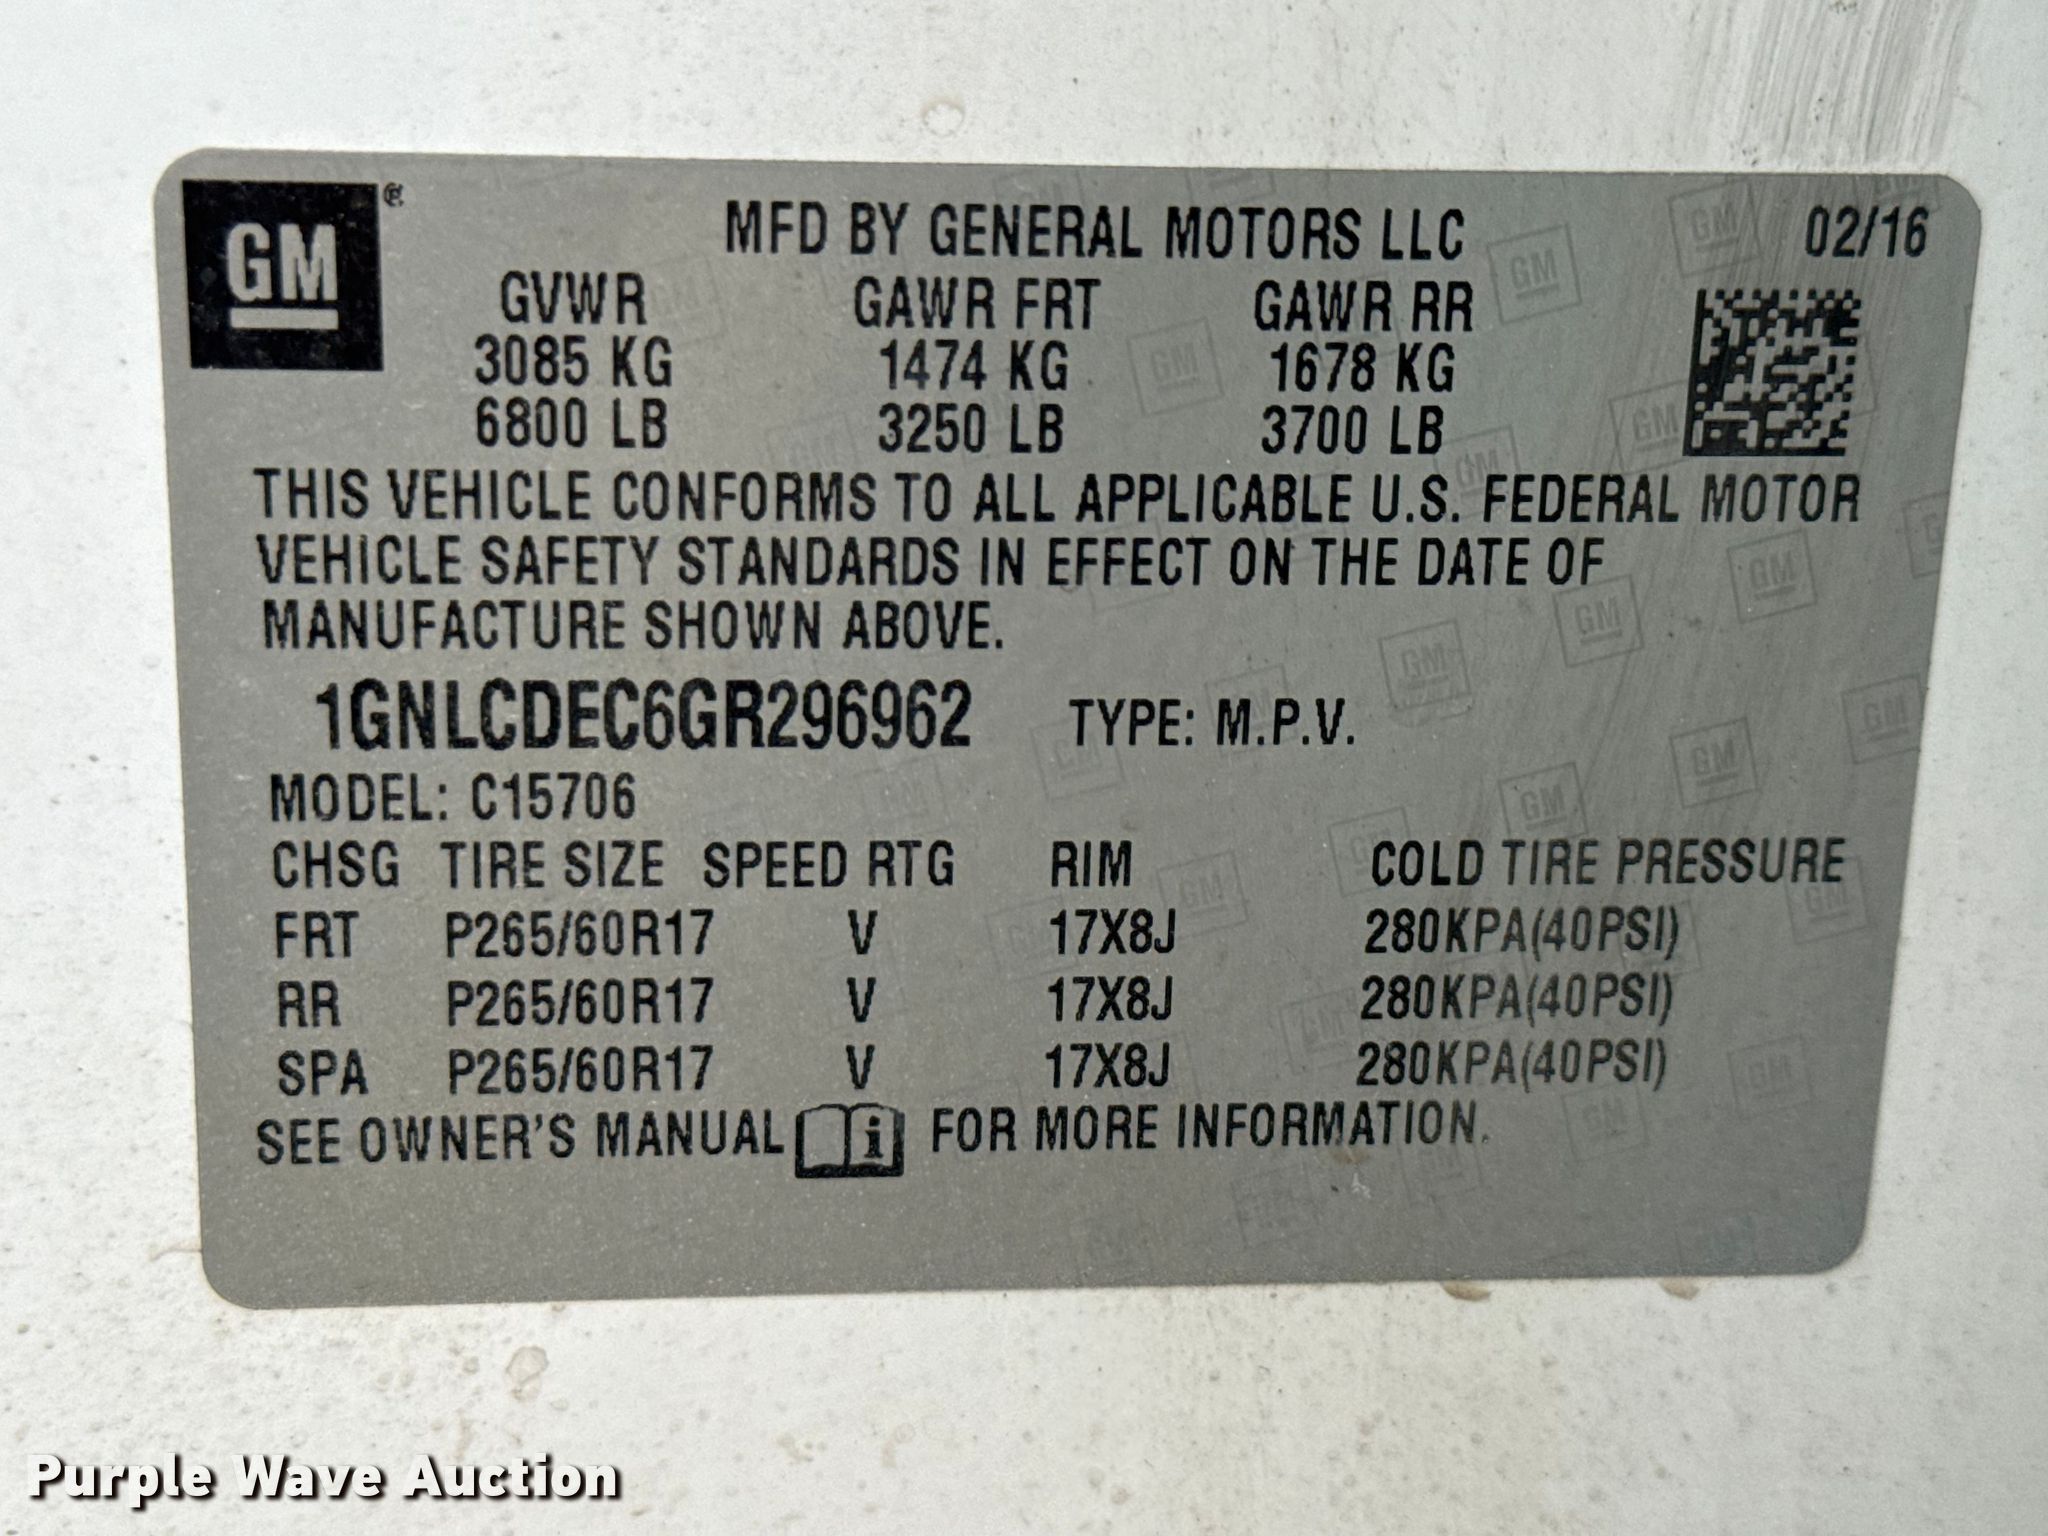 GM
MFD BY GENERAL MOTORS LLC 02/16
GVWR GAWR FRT GAWR RR
3085 KG 1474 KG 1678 KG
6800 LB 3250 LB 3700 LB
THIS VEHICLE CONFORMS TO ALL APPLICABLE U.S. FEDERAL MOTOR
VEHICLE SAFETY STANDARDS IN EFFECT ON THE DATE OF
MANUFACTURE SHOWN ABOVE.
1GNLCDEC6GR296962 TYPE: M.P.V.
MODEL: C15706
CHSG TIRE SIZE SPEED RTG RIM COLD TIRE PRESSURE
FRT P265/60R17 V 17X8J 280KPA(40PSI)
RR P265/60R17 V 17X8J 280KPA(40PSI)
SPA P265/60R17 V 17X8J 280KPA(40PSI)
SEE OWNER'S MANUAL i FOR MORE INFORMATION.
Purple Wave Auction